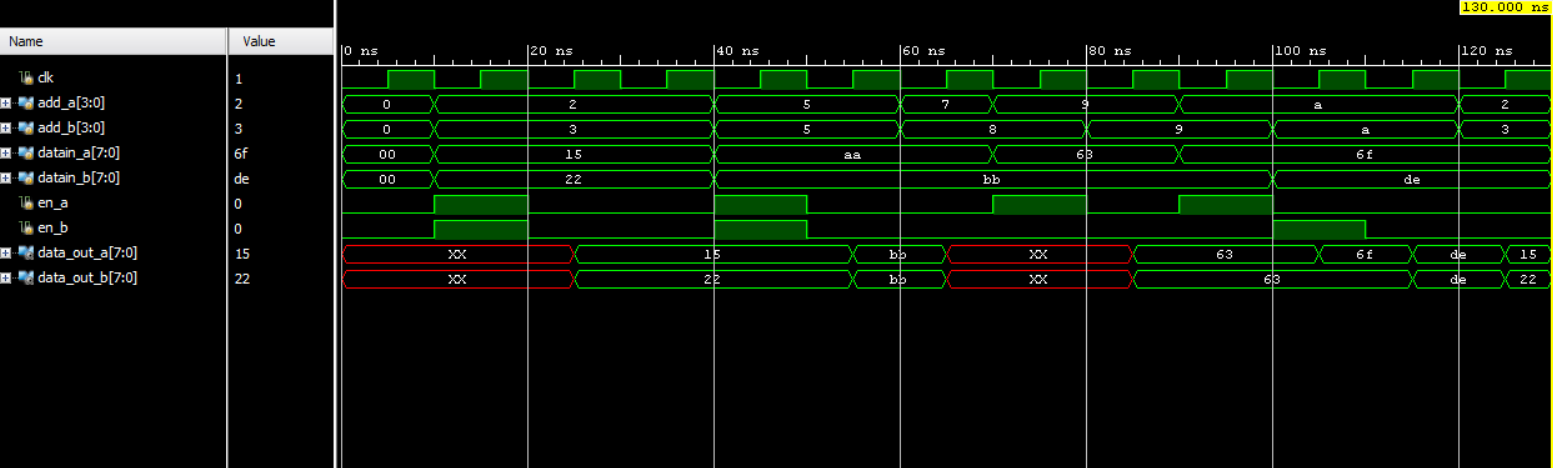 130.000 ns
Name Value
0 ns 20 ns 40 ns 60 ns 80 ns 100 ns 120 ns
clk 1
add_a[3:0] 2 0 2 5 7 9 a 2
add_b[3:0] 3 0 3 5 8 9 a 3
datain_a[7:0] 6f 00 15 aa 63 6f
datain_b[7:0] de 00 22 bb de
en_a 0
en_b 0
data_out_a[7:0] 15 XX 15 bb XX 63 6f de 15
data_out_b[7:0] 22 XX 22 bb XX 63 de 22